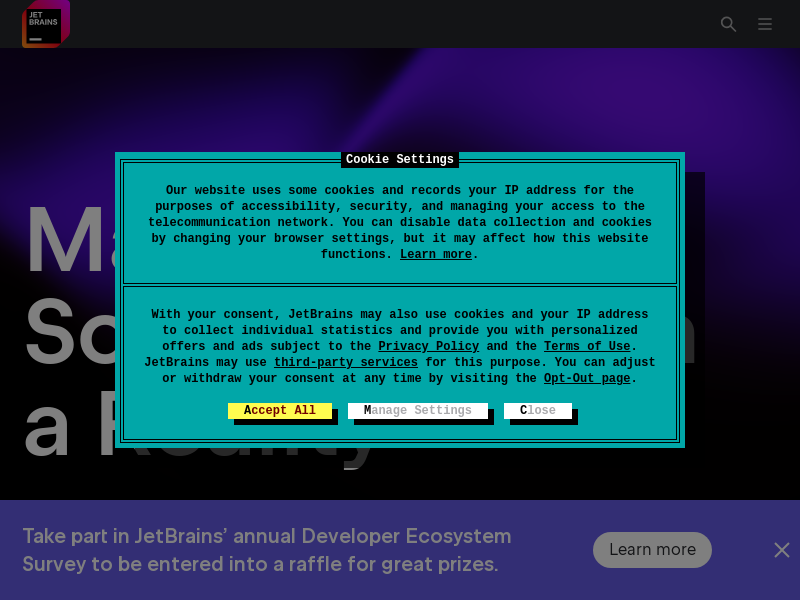 JET
BRAINS
Cookie Settings
Our website uses some cookies and records your IP address for the
purposes of accessibility, security, and managing your access to the
telecommunication network. You can disable data collection and cookies
by changing your browser settings, but it may affect how this website
functions. Learn more.
With your consent, JetBrains may also use cookies and your IP address
to collect individual statistics and provide you with personalized
offers and ads subject to the Privacy Policy and the Terms of Use.
JetBrains may use third-party services for this purpose. You can adjust
or withdraw your consent at any time by visiting the Opt-Out page.
Accept All Manage Settings Close
a Reality
Take part in JetBrains’ annual Developer Ecosystem
Survey to be entered into a raffle for great prizes.
Learn more